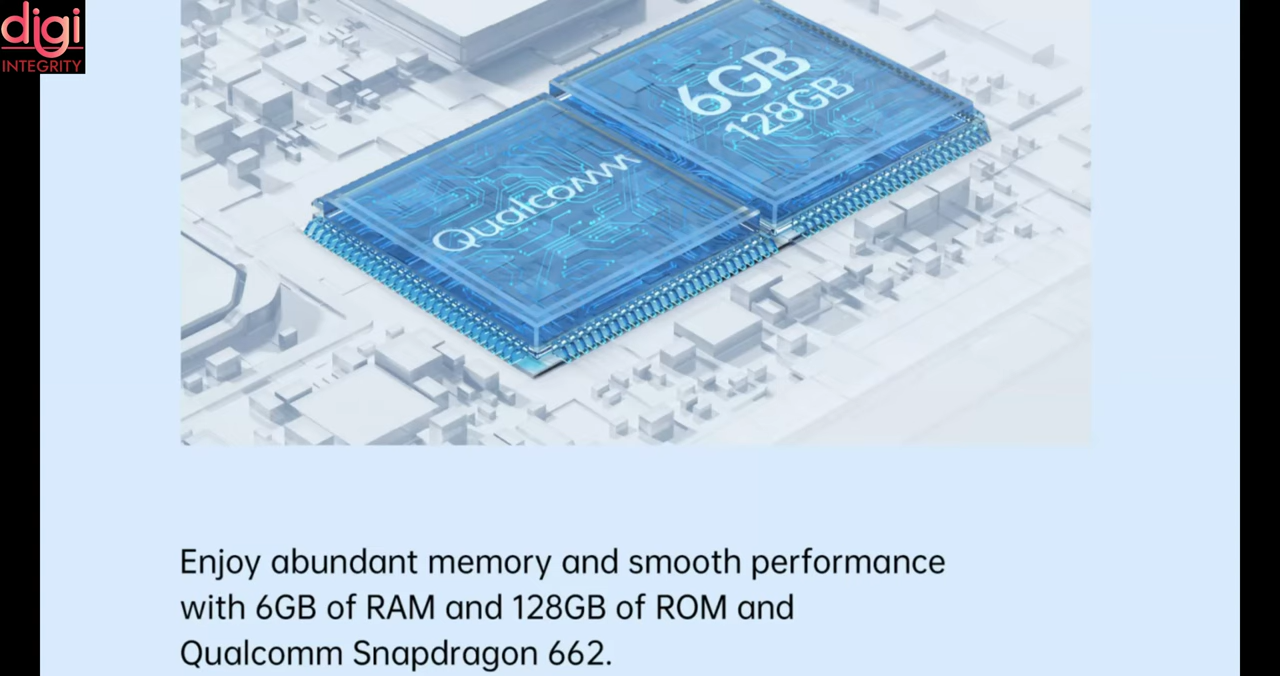 digi
INTEGRITY
6GB
128GB
Qualcomm
Enjoy abundant memory and smooth performance
with 6GB of RAM and 128GB of ROM and
Qualcomm Snapdragon 662.